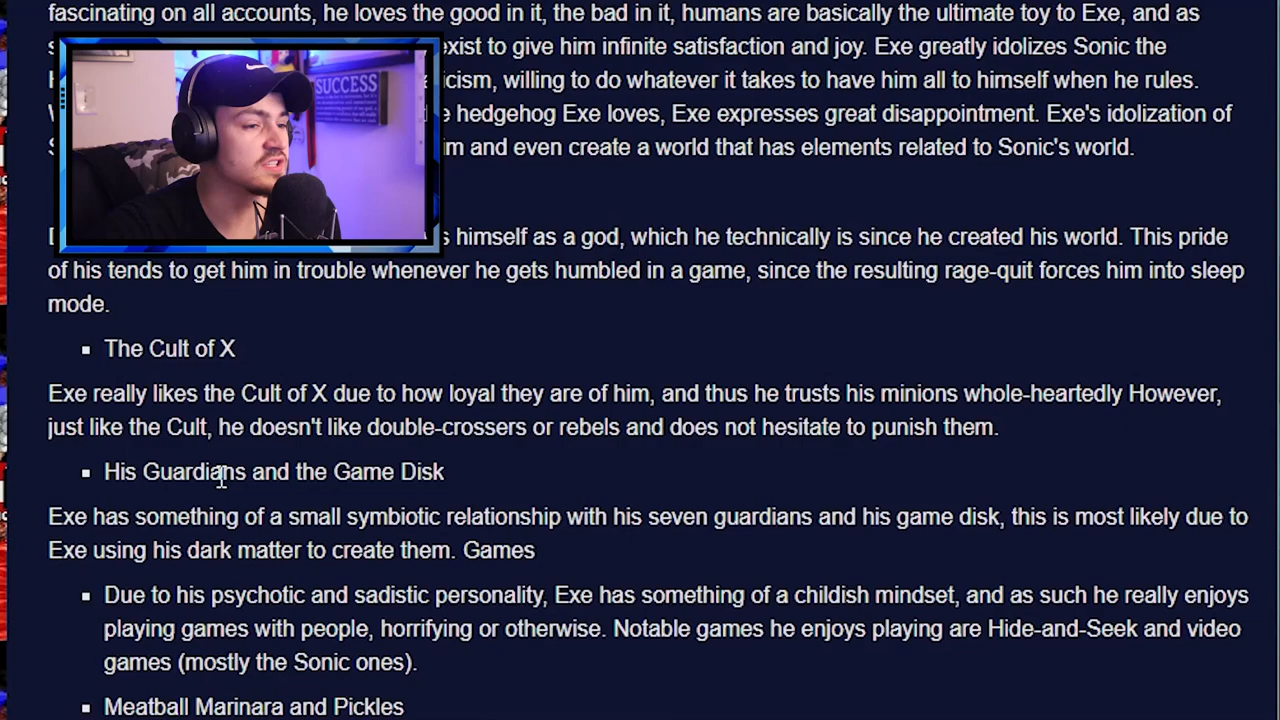 fascinating on all accounts, he loves the good in it, the bad in it, humans are basically the ultimate toy to Exe, and as
exist to give him infinite satisfaction and joy. Exe greatly idolizes Sonic the
willing to do whatever it takes to have him all to himself when he rules.
hedgehog Exe loves, Exe expresses great disappointment. Exe's idolization of
and even create a world that has elements related to Sonic's world.
SUCCESS
himself as a god, which he technically is since he created his world. This pride
of his tends to get him in trouble whenever he gets humbled in a game, since the resulting rage-quit forces him into sleep
mode.
▪ The Cult of X
Exe really likes the Cult of X due to how loyal they are of him, and thus he trusts his minions whole-heartedly However,
just like the Cult, he doesn't like double-crossers or rebels and does not hesitate to punish them.
▪ His Guardians and the Game Disk
Exe has something of a small symbiotic relationship with his seven guardians and his game disk, this is most likely due to
Exe using his dark matter to create them. Games
▪ Due to his psychotic and sadistic personality, Exe has something of a childish mindset, and as such he really enjoys
playing games with people, horrifying or otherwise. Notable games he enjoys playing are Hide-and-Seek and video
games (mostly the Sonic ones).
▪ Meatball Marinara and Pickles